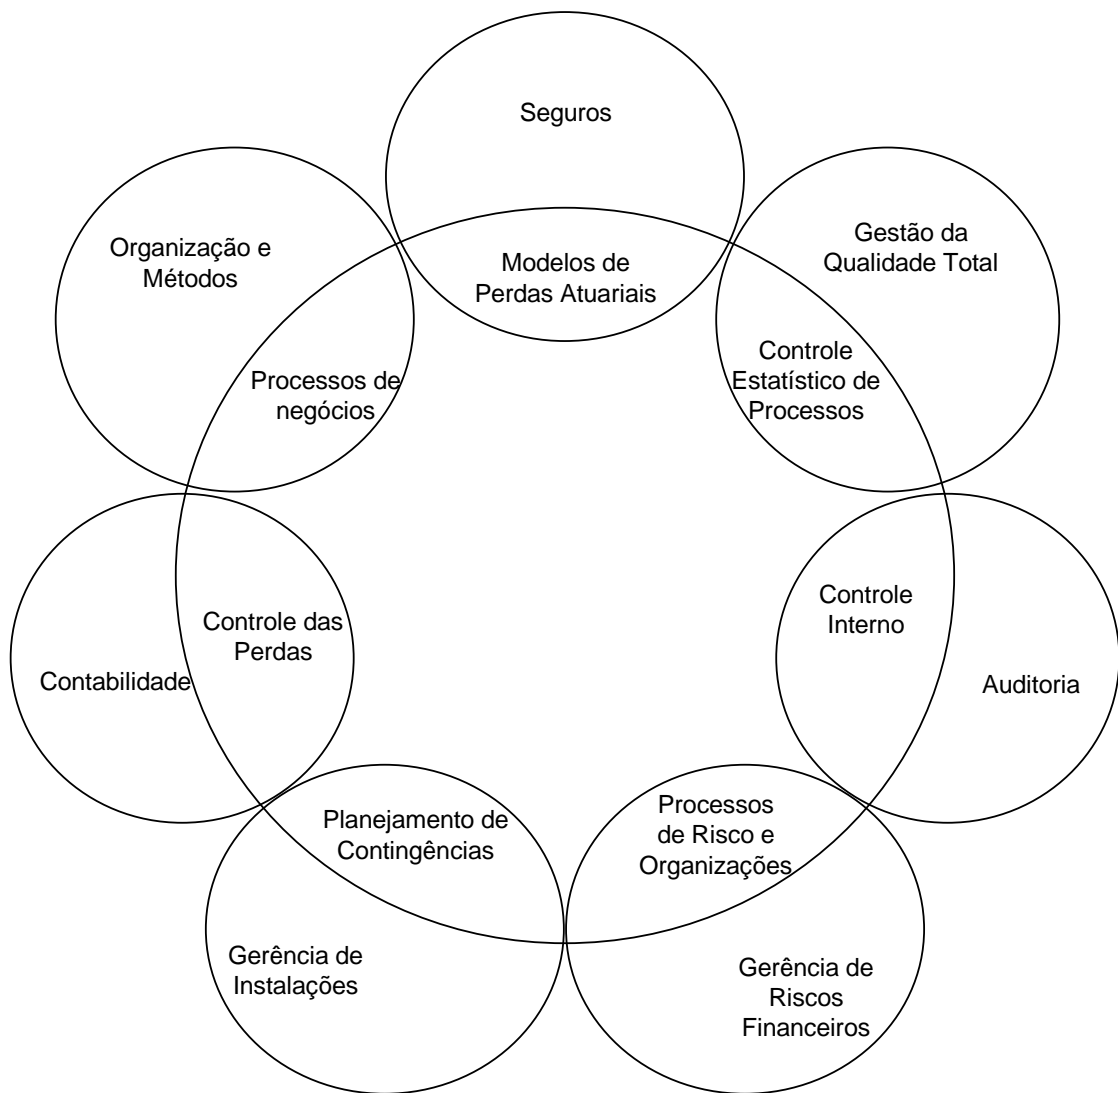 Seguros
Organização e
Métodos
Gestão da
Qualidade Total
Modelos de
Perdas Atuariais
Controle
Estatístico de
Processos
Processos de
negócios
Controle
Interno
Controle das
Perdas
Contabilidade
Auditoria
Processos
de Risco e
Organizações
Planejamento de
Contingências
Gerência de
Instalações
Gerência de
Riscos
Financeiros